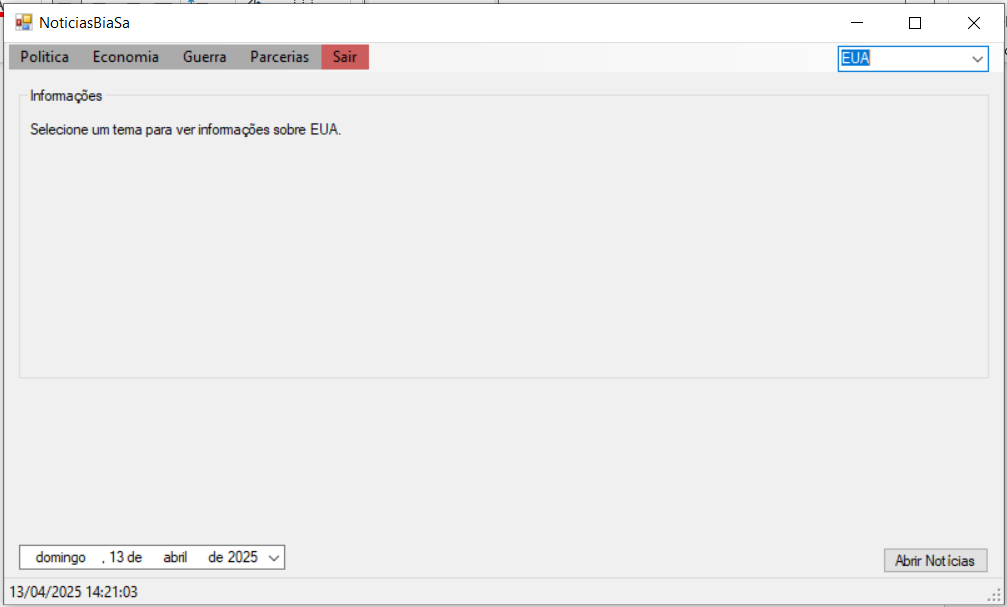 NoticiasBiaSa
Politica Economia Guerra Parcerias Sair EUA
Informações
Selecione um tema para ver informações sobre EUA.
domingo , 13 de abril de 2025
Abrir Notícias
13/04/2025 14:21:03